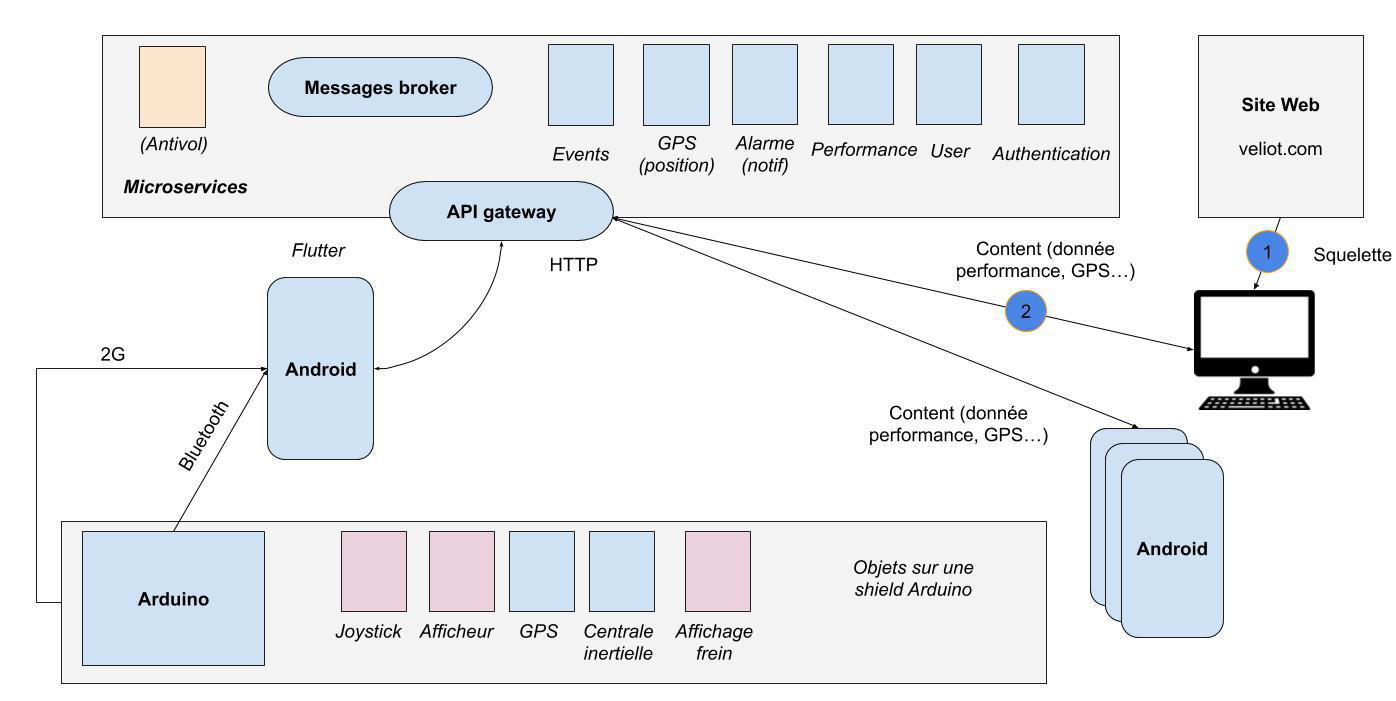 Messages broker
(Antivol)
Events
GPS
(position)
Alarme
(notif)
Performance
User
Authentication
Microservices
API gateway
Site Web
veliot.com
1
Squelette
Flutter
HTTP
Content (donnée
performance, GPS…)
2
2G
Android
Bluetooth
Content (donnée
performance, GPS…)
Android
Arduino
Joystick
Afficheur
GPS
Centrale
inertielle
Affichage
frein
Objets sur une
shield Arduino